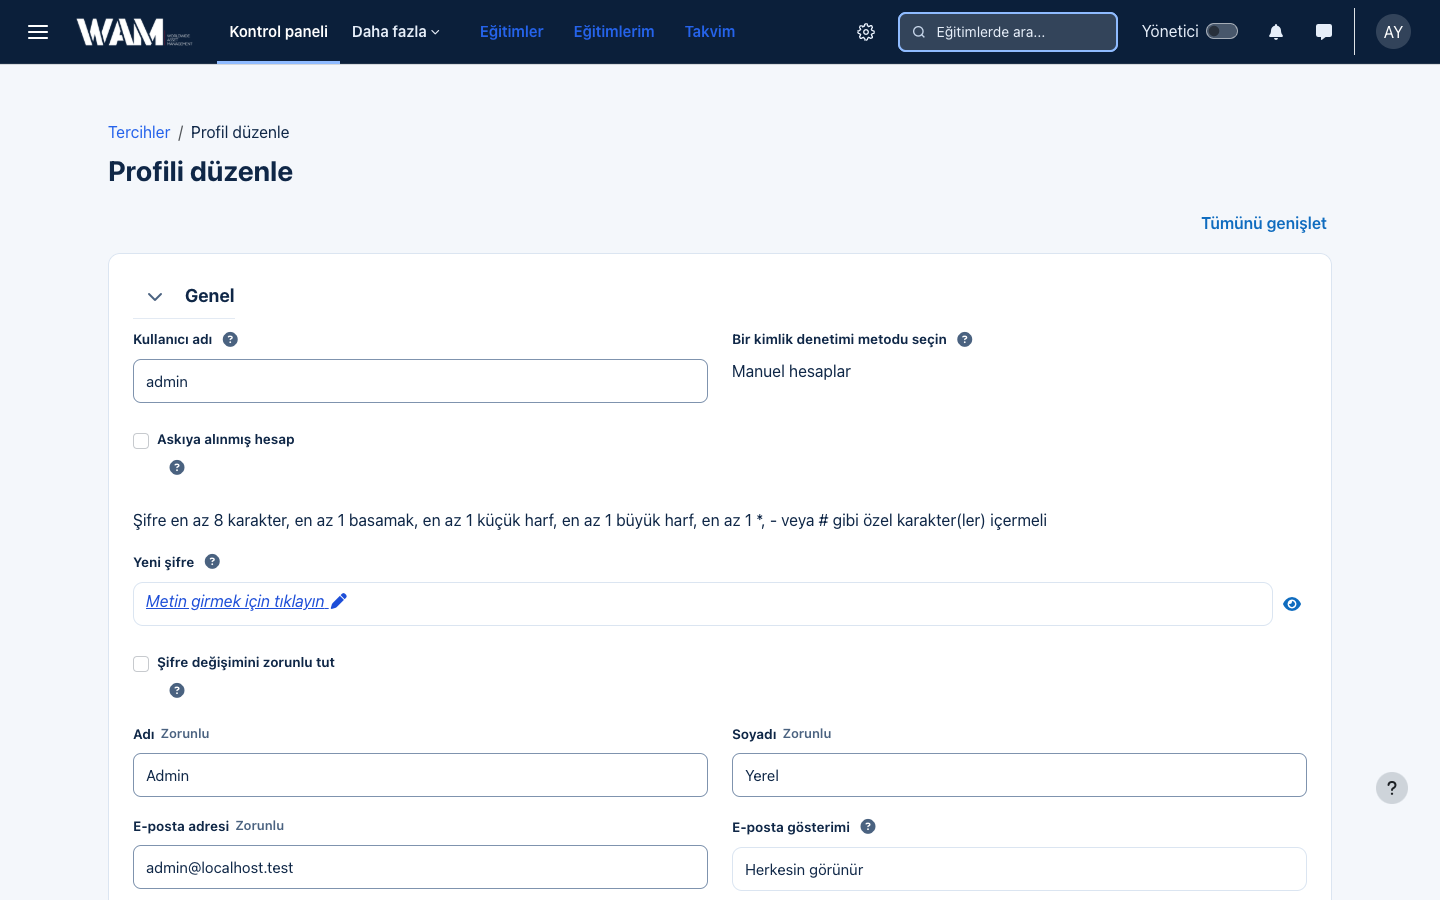 WAM WORLDWIDE ASSET MANAGEMENT
Kontrol paneli
Daha fazla
Eğitimler
Eğitimlerim
Takvim
Eğitimlerde ara...
Yönetici
AY
Tercihler / Profil düzenle
Profili düzenle
Tümünü genişlet
Genel
Kullanıcı adı ?
Bir kimlik denetimi metodu seçin ?
admin
Manuel hesaplar
Askıya alınmış hesap
?
Şifre en az 8 karakter, en az 1 basamak, en az 1 küçük harf, en az 1 büyük harf, en az 1 *, - veya # gibi özel karakter(ler) içermeli
Yeni şifre ?
Metin girmek için tıklayın
Şifre değişimini zorunlu tut
?
Adı Zorunlu
Soyadı Zorunlu
Admin
Yerel
?
E-posta adresi Zorunlu
E-posta gösterimi ?
admin@localhost.test
Herkesin görünür